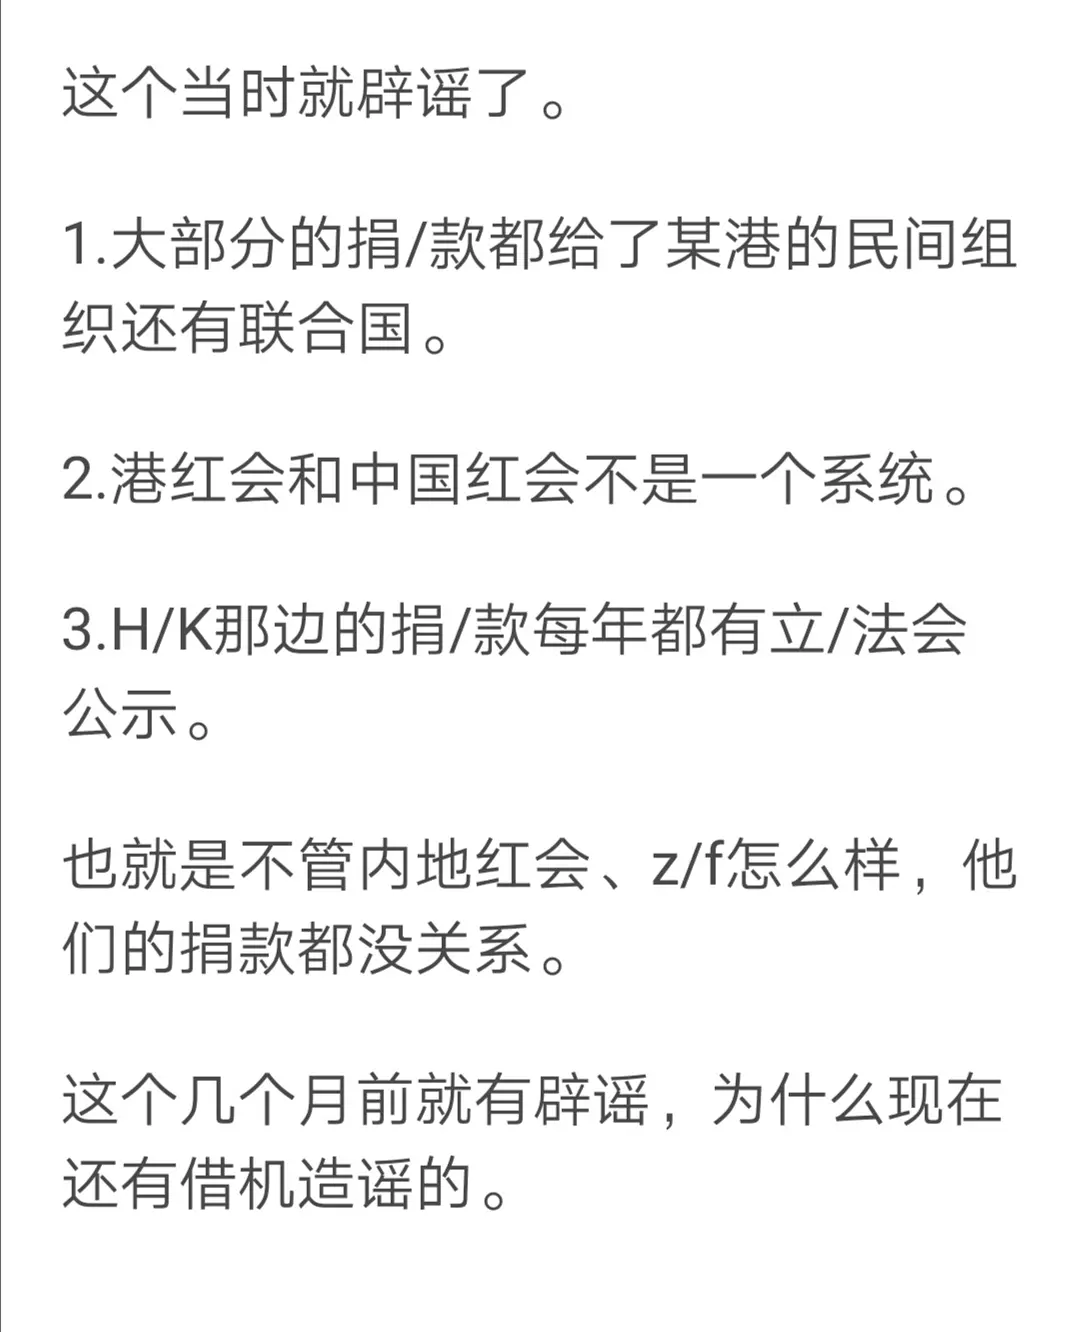 这个当时就辟谣了。
1.大部分的捐/款都给了某港的民间组
织还有联合国。
2.港红会和中国红会不是一个系统。
3.H/K那边的捐/款每年都有立/法会
公示。
也就是不管内地红会、z/f怎么样，他
们的捐款都没关系。
这个几个月前就有辟谣，为什么现在
还有借机造谣的。